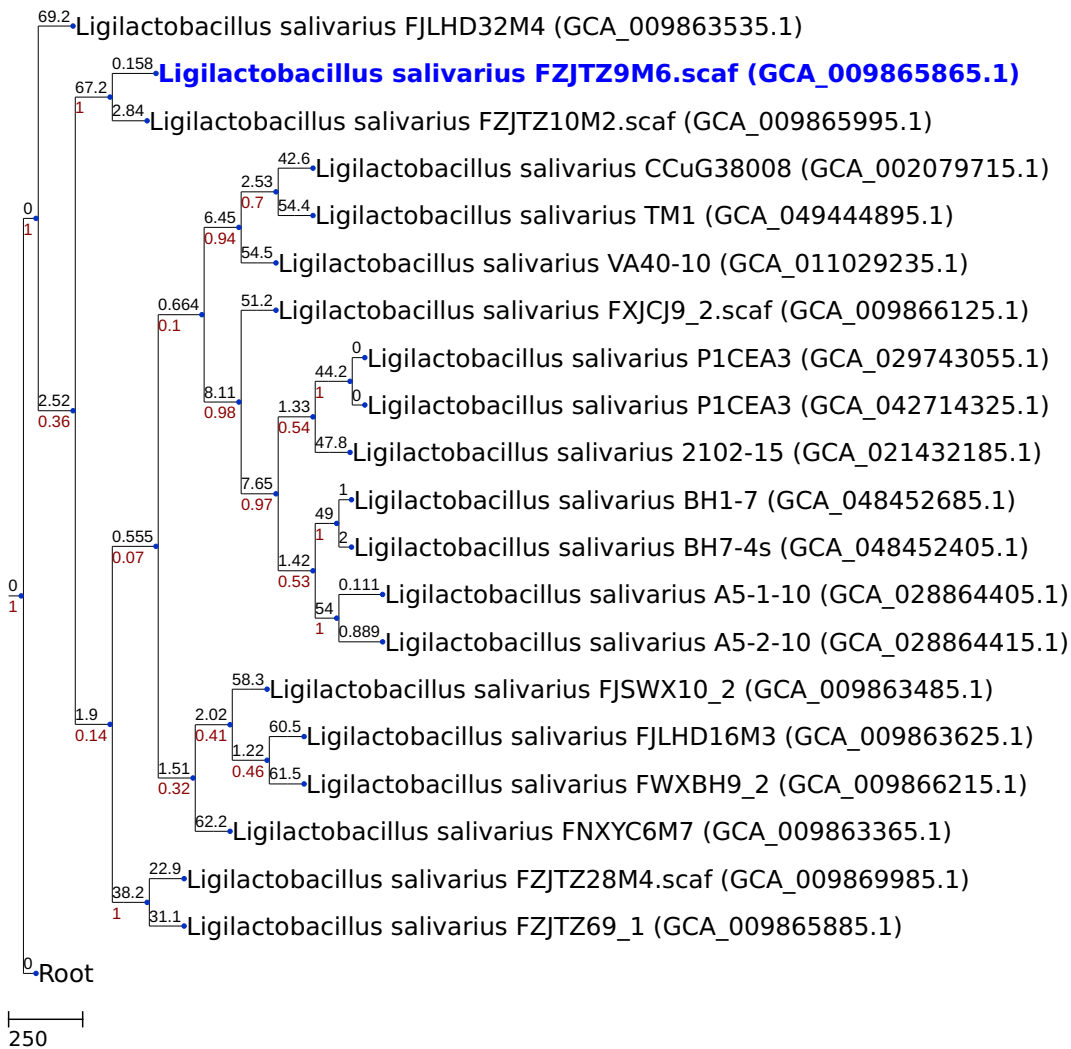 69.2
Ligilactobacillus salivarius FJLHD32M4 (GCA_009863535.1)
0.158
Ligilactobacillus salivarius FZJTZ9M6.scaf (GCA_009865865.1)
67.2
1
2.84
Ligilactobacillus salivarius FZJTZ10M2.scaf (GCA_009865995.1)
42.6
Ligilactobacillus salivarius CCuG38008 (GCA_002079715.1)
2.53
0.7
54.4
Ligilactobacillus salivarius TM1 (GCA_049444895.1)
0
1
6.45
0.94
54.5
Ligilactobacillus salivarius VA40-10 (GCA_011029235.1)
0.664
0.1
51.2
Ligilactobacillus salivarius FXJCJ9_2.scaf (GCA_009866125.1)
0
Ligilactobacillus salivarius P1CEA3 (GCA_029743055.1)
44.2
1
0
Ligilactobacillus salivarius P1CEA3 (GCA_042714325.1)
2.52
0.36
8.11
0.98
1.33
0.54
47.8
Ligilactobacillus salivarius 2102-15 (GCA_021432185.1)
7.65
0.97
1
Ligilactobacillus salivarius BH1-7 (GCA_048452685.1)
49
1
2
Ligilactobacillus salivarius BH7-4s (GCA_048452405.1)
0.555
0.07
1.42
0.53
0.111
Ligilactobacillus salivarius A5-1-10 (GCA_028864405.1)
0
1
54
1
0.889
Ligilactobacillus salivarius A5-2-10 (GCA_028864415.1)
58.3
Ligilactobacillus salivarius FJSWX10_2 (GCA_009863485.1)
1.9
0.14
2.02
0.41
60.5
Ligilactobacillus salivarius FJLHD16M3 (GCA_009863625.1)
1.22
0.46
1.51
0.32
61.5
Ligilactobacillus salivarius FWXBH9_2 (GCA_009866215.1)
62.2
Ligilactobacillus salivarius FNXYC6M7 (GCA_009863365.1)
22.9
Ligilactobacillus salivarius FZJTZ28M4.scaf (GCA_009869985.1)
38.2
1
31.1
Ligilactobacillus salivarius FZJTZ69_1 (GCA_009865885.1)
0
Root
250